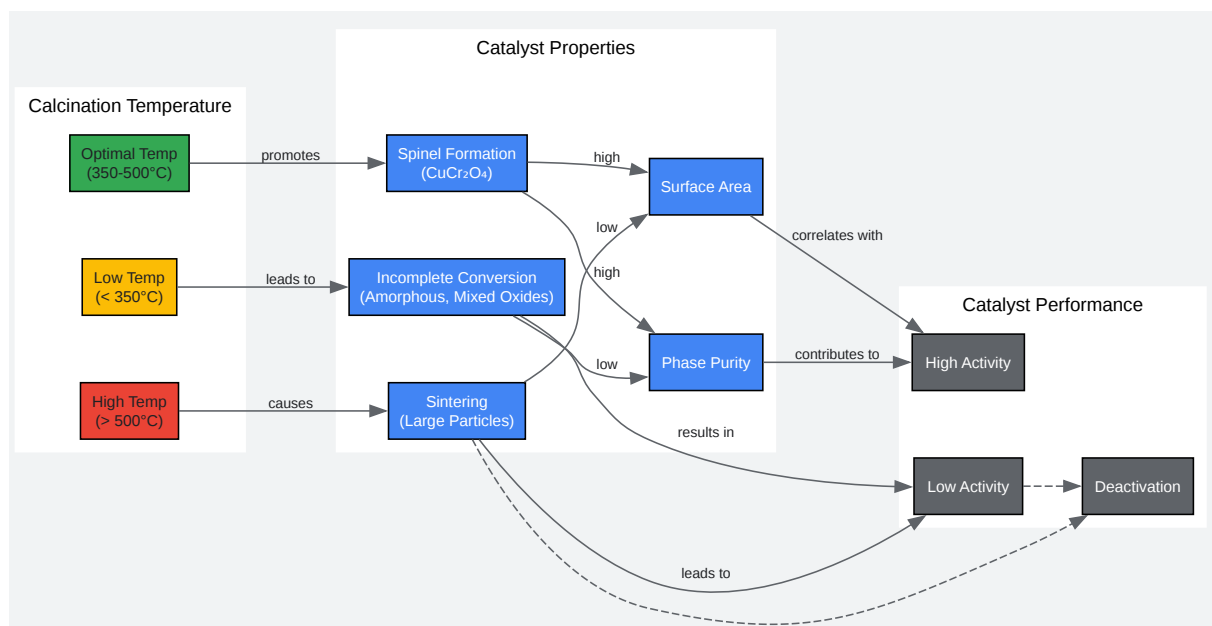 Catalyst Properties
Calcination Temperature
Optimal Temp
(350-500°C)
promotes
Spinel Formation
(CuCr₂O₄)
high
Surface Area
low
correlates with
Low Temp
(< 350°C)
leads to
Incomplete Conversion
(Amorphous, Mixed Oxides)
high
Catalyst Performance
low
Phase Purity
contributes to
High Activity
High Temp
(> 500°C)
causes
Sintering
(Large Particles)
results in
Low Activity
Deactivation
leads to